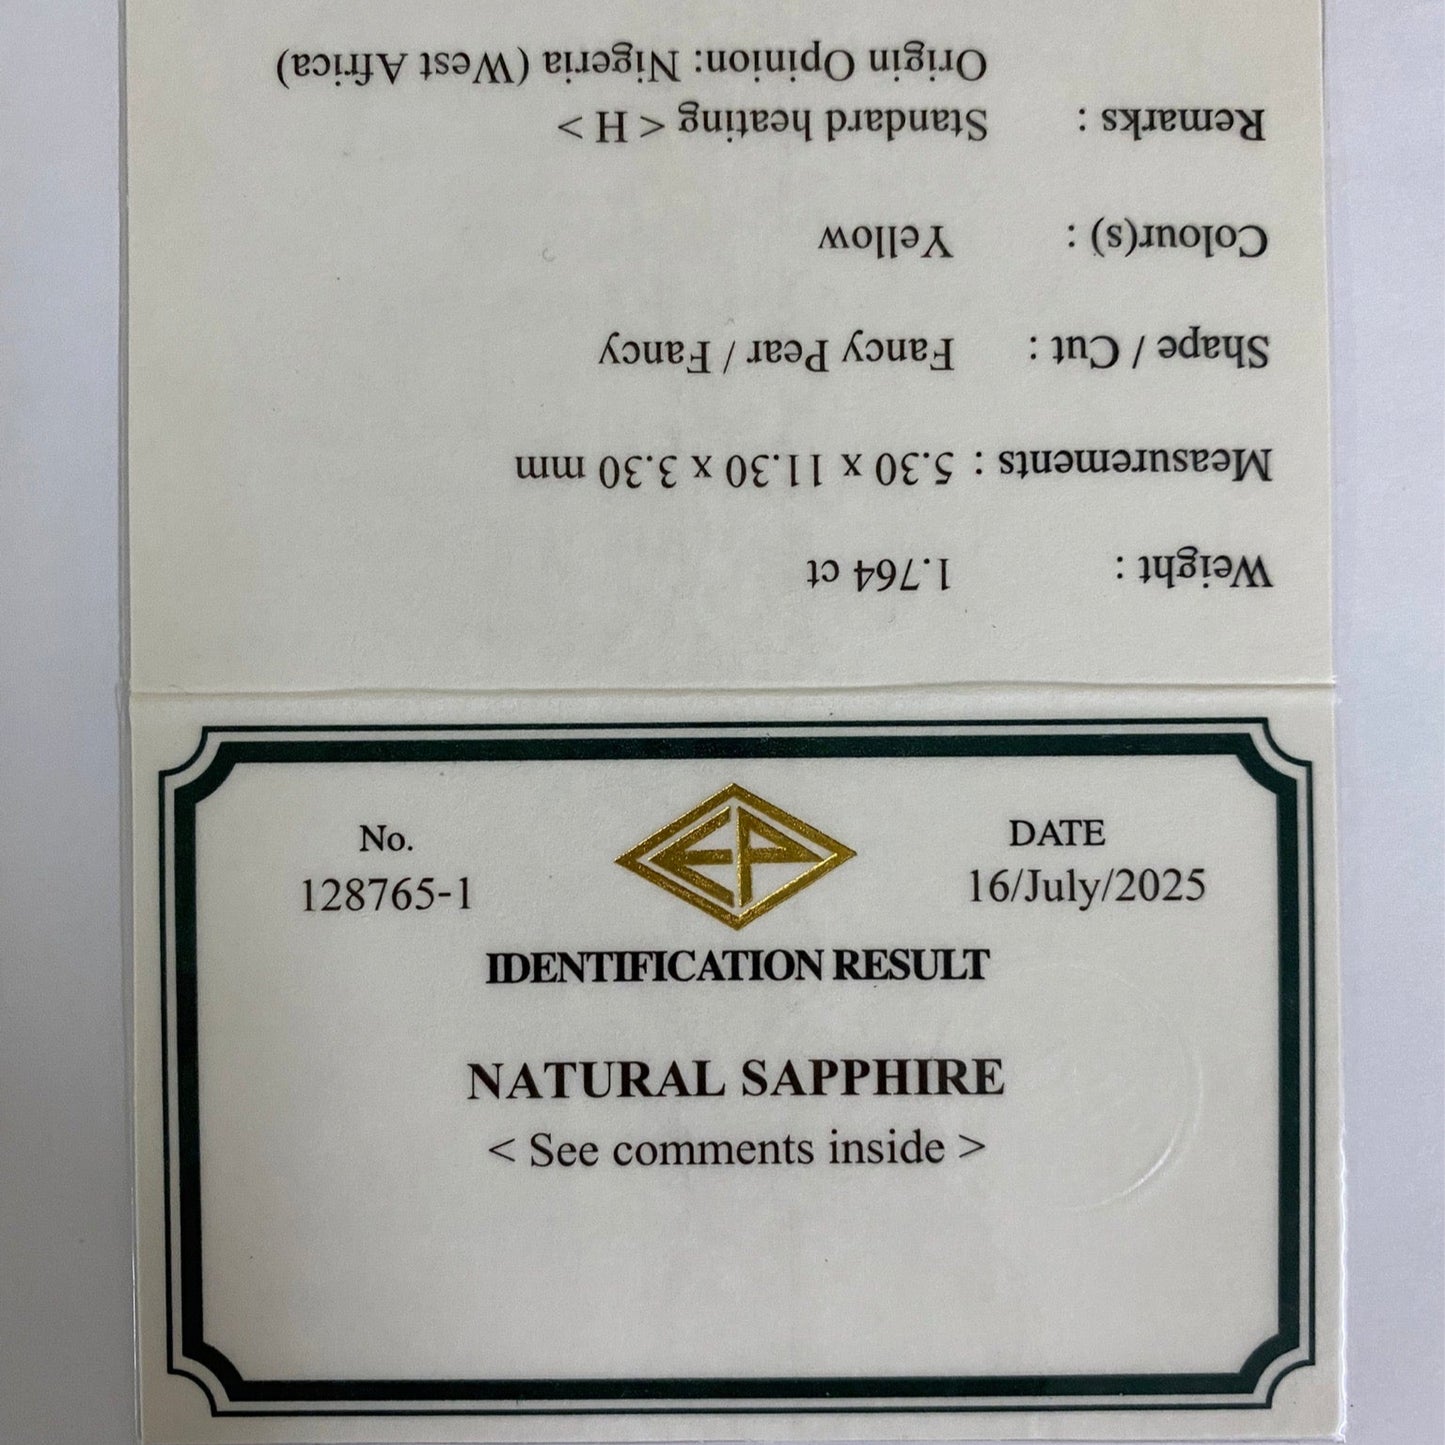 No.
128765-1
EP
DATE
16/July/2025
IDENTIFICATION RESULT
NATURAL SAPPHIRE
< See comments inside >
Weight : 1.764 ct
Measurements : 5.30 x 11.30 x 3.30 mm
Shape / Cut : Fancy Pear / Fancy
Colour(s) : Yellow
Remarks : Standard heating < H >
Origin Opinion: Nigeria (West Africa)